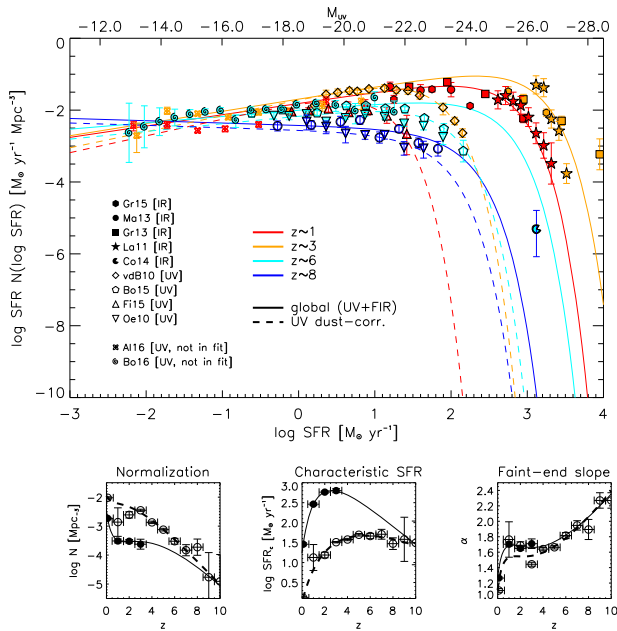 M_UV
-12.0 -14.0 -16.0 -18.0 -20.0 -22.0 -24.0 -26.0 -28.0
log SFR N(log SFR) [M⊙ yr⁻¹ Mpc⁻³]
0
-2
-4
-6
-8
-10
Gr15 [IR]
Ma13 [IR]
Gr13 [IR]
La11 [IR]
Co14 [IR]
vdB10 [UV]
Bo15 [UV]
Fi15 [UV]
Oe10 [UV]
Al16 [UV, not in fit]
Bo16 [UV, not in fit]
z~1
z~3
z~6
z~8
global (UV+FIR)
UV dust-corr.
-3 -2 -1 0 1 2 3 4
log SFR [M⊙ yr⁻¹]
Normalization
log N [Mpc₋₃]
-1
-2
-3
-4
-5
0 2 4 6 8 10
z
Characteristic SFR
log SFR_c [M⊙ yr⁻¹]
3.0
2.5
2.0
1.5
1.0
0.5
0 2 4 6 8 10
z
Faint-end slope
α
2.4
2.2
2.0
1.8
1.6
1.4
1.2
0 2 4 6 8 10
z